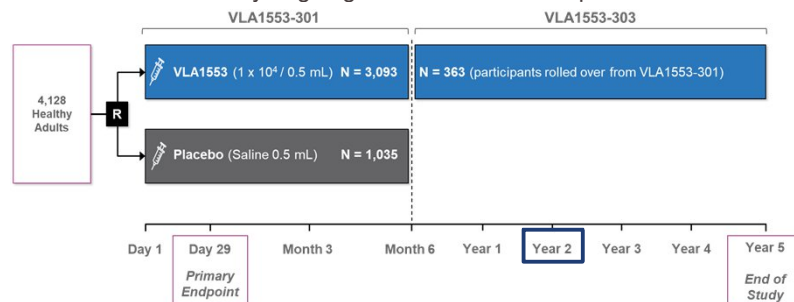 VLA1553-301
VLA1553-303
4,128
Healthy
Adults
R
VLA1553 (1 x 10⁴ / 0.5 mL) N = 3,093
N = 363 (participants rolled over from VLA1553-301)
Placebo (Saline 0.5 mL) N = 1,035
Day 1
Day 29
Month 3
Month 6
Year 1
Year 2
Year 3
Year 4
Year 5
Primary
Endpoint
End of
Study